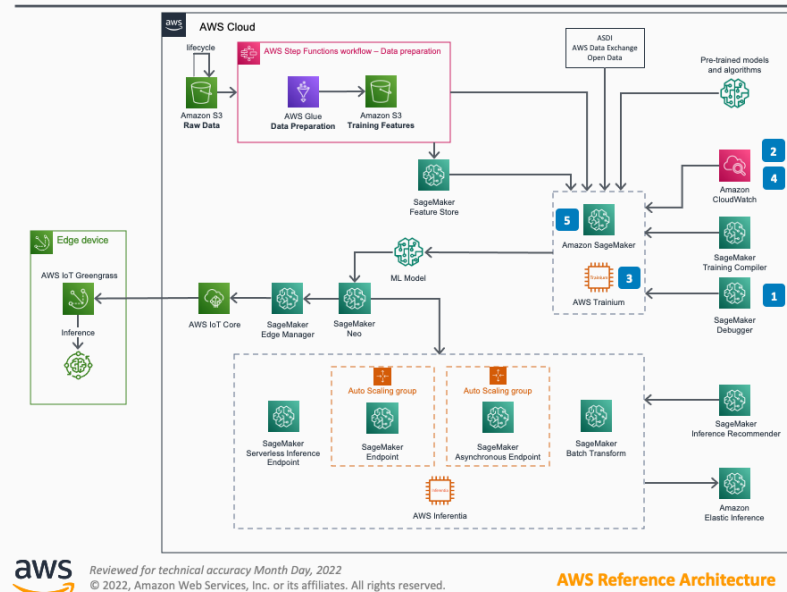 aws
AWS Cloud
lifecycle
Amazon S3
Raw Data
AWS Step Functions workflow – Data preparation
AWS Glue
Data Preparation
Amazon S3
Training Features
ASDI
AWS Data Exchange
Open Data
Pre-trained models
and algorithms
SageMaker
Feature Store
2
4
Amazon
CloudWatch
5
Amazon SageMaker
SageMaker
Training Compiler
3
AWS Trainium
1
SageMaker
Debugger
ML Model
Edge device
AWS IoT Greengrass
Inference
AWS IoT Core
SageMaker
Edge Manager
SageMaker
Neo
Auto Scaling group
Auto Scaling group
SageMaker
Serverless Inference
Endpoint
SageMaker
Endpoint
SageMaker
Asynchronous Endpoint
SageMaker
Batch Transform
AWS Inferentia
SageMaker
Inference Recommender
Amazon
Elastic Inference
aws
Reviewed for technical accuracy Month Day, 2022
© 2022, Amazon Web Services, Inc. or its affiliates. All rights reserved.
AWS Reference Architecture